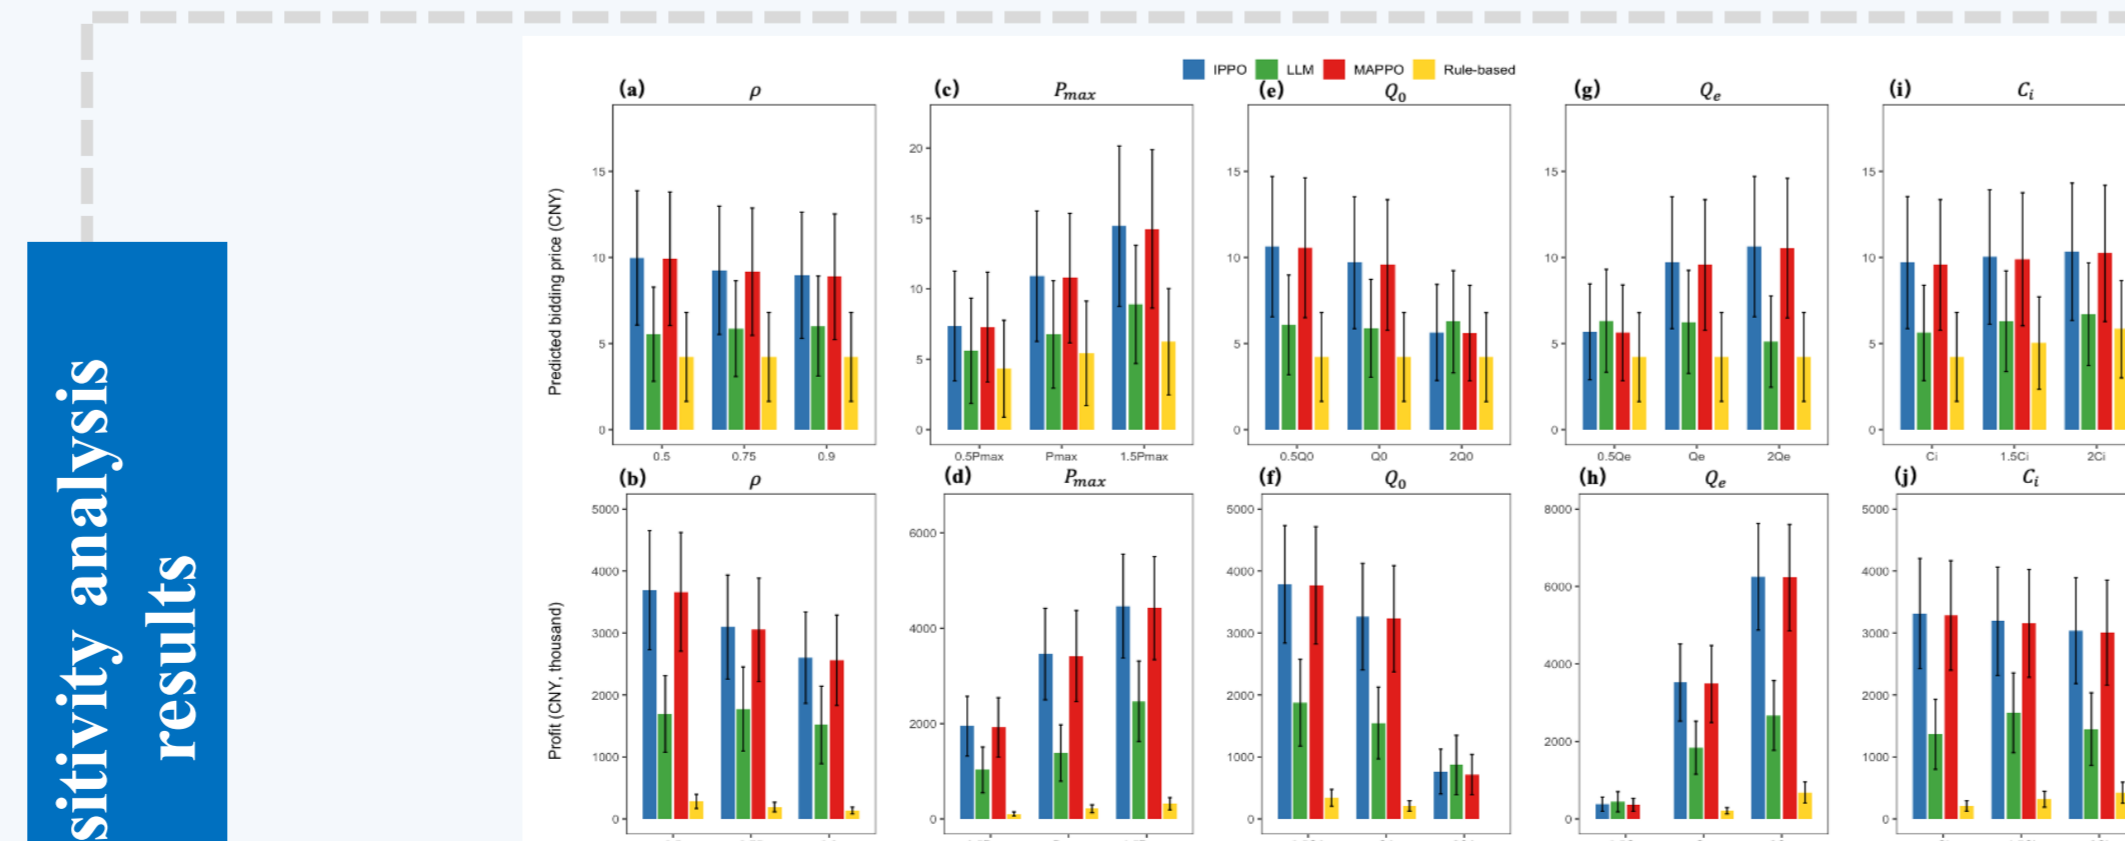 sitivity analysis
results
IPPO LLM MAPPO Rule-based
(a) ρ
(c) Pmax
(e) Q0
(g) Qe
(i) Ci
Predicted bidding price (CNY)
15
10
5
0
0.5 0.75 0.9
20
15
10
5
0
0.5Pmax Pmax 1.5Pmax
15
10
5
0
0.5Q0 Q0 2Q0
15
10
5
0
0.5Qe Qe 2Qe
15
10
5
0
Ci 1.5Ci 2Ci
(b) ρ
(d) Pmax
(f) Q0
(h) Qe
(j) Ci
Profit (CNY, thousand)
5000
4000
3000
2000
1000
0
6000
4000
2000
0
5000
4000
3000
2000
1000
0
8000
6000
4000
2000
0
5000
4000
3000
2000
1000
0